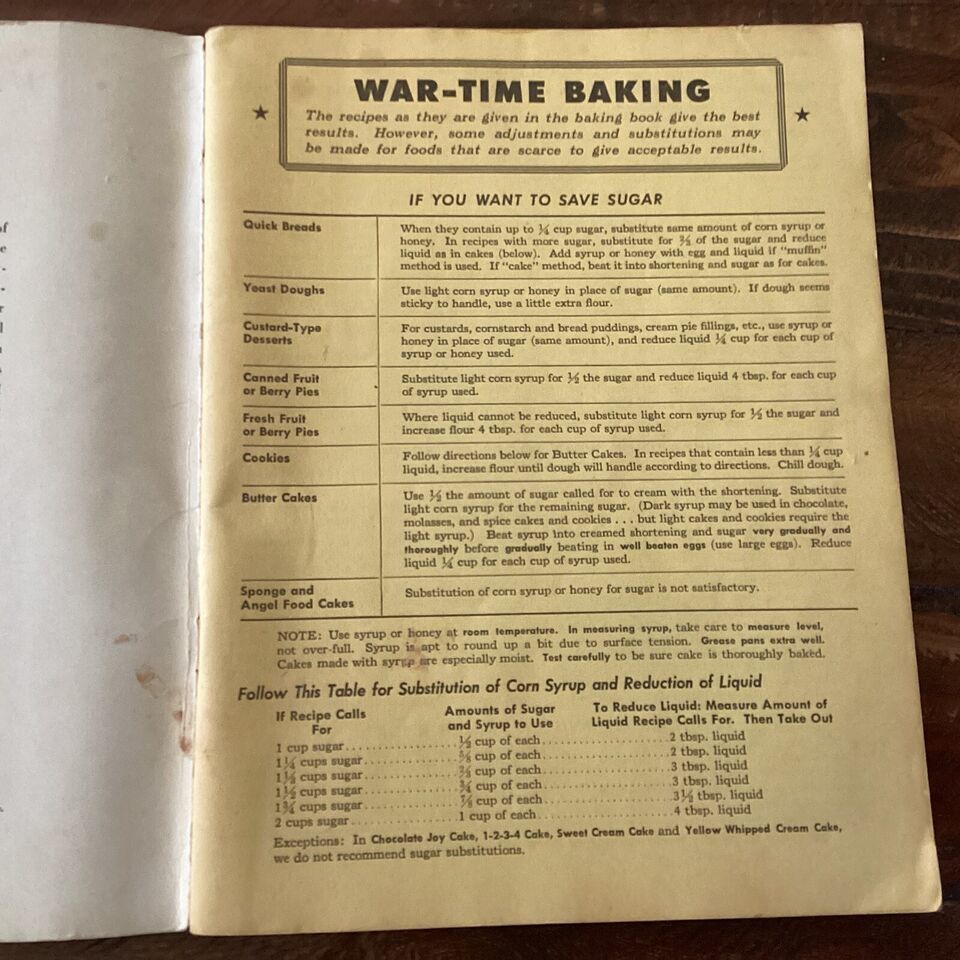 WAR-TIME BAKING
The recipes as they are given in the baking book give the best
results. However, some adjustments and substitutions may
be made for foods that are scarce to give acceptable results.
IF YOU WANT TO SAVE SUGAR
Quick Breads
When they contain up to ¼ cup sugar, substitute same amount of corn syrup or
honey. In recipes with more sugar, substitute for of the sugar and reduce
liquid as in cakes (below). Add syrup or honey with egg and liquid if "muffin"
method is used. If "cake" method, beat it into shortening and sugar as for cakes.
Yeast Doughs
Use light corn syrup or honey in place of sugar (same amount). If dough seems
sticky to handle, use a little extra flour.
Custard-Type
Desserts
For custards, cornstarch and bread puddings, cream pie fillings, etc., use syrup or
honey in place of sugar (same amount), and reduce liquid ¼ cup for each cup of
syrup or honey used.
Canned Fruit
or Berry Pies
Substitute light corn syrup for ½ the sugar and reduce liquid 4 tbsp. for each cup
of syrup used.
Fresh Fruit
or Berry Pies
Where liquid cannot be reduced, substitute light corn syrup for ½ the sugar and
increase flour 4 tbsp. for each cup of syrup used.
Cookies
Follow directions below for Butter Cakes. In recipes that contain less than ¼ cup
liquid, increase flour until dough will handle according to directions. Chill dough.
Butter Cakes
Use ½ the amount of sugar called for to cream with the shortening. Substitute
light corn syrup for the remaining sugar. (Dark syrup may be used in chocolate,
molasses, and spice cakes and cookies . . . but light cakes and cookies require the
light syrup.) Beat syrup into creamed shortening and sugar very gradually and
thoroughly before gradually beating in well beaten eggs (use large eggs). Reduce
liquid ¼ cup for each cup of syrup used.
Sponge and
Angel Food Cakes
Substitution of corn syrup or honey for sugar is not satisfactory.
NOTE: Use syrup or honey at room temperature. In measuring syrup, take care to measure level,
not over-full. Syrup is apt to round up a bit due to surface tension. Grease pans extra well.
Cakes made with syrup are especially moist. Test carefully to be sure cake is thoroughly baked.
Follow This Table for Substitution of Corn Syrup and Reduction of Liquid
If Recipe Calls
For
Amounts of Sugar
and Syrup to Use
To Reduce Liquid: Measure Amount of
Liquid Recipe Calls For. Then Take Out
1 cup sugar ½ cup of each 2 tbsp. liquid
1¼ cups sugar ⅝ cup of each 2 tbsp. liquid
1⅓ cups sugar ⅔ cup of each 3 tbsp. liquid
1½ cups sugar ¾ cup of each 3 tbsp. liquid
1¾ cups sugar ⅞ cup of each 3½ tbsp. liquid
2 cups sugar 1 cup of each 4 tbsp. liquid
Exceptions: In Chocolate Joy Cake, 1-2-3-4 Cake, Sweet Cream Cake and Yellow Whipped Cream Cake,
we do not recommend sugar substitutions.